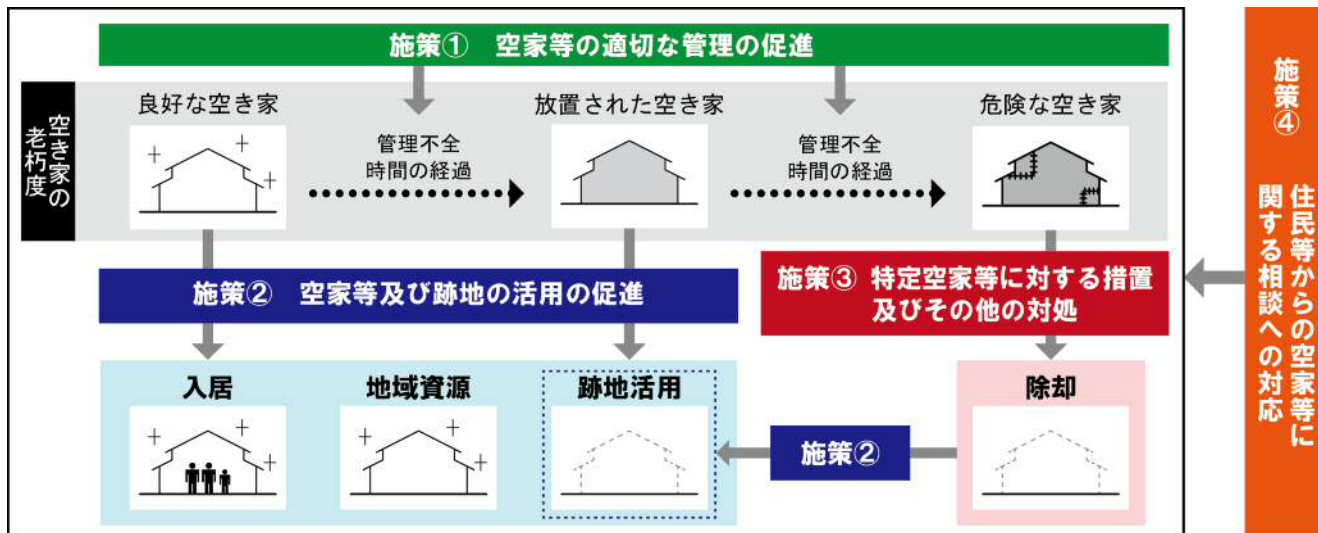 施策① 空家等の適切な管理の促進
空き家の
老朽度
良好な空き家
管理不全
時間の経過
放置された空き家
管理不全
時間の経過
危険な空き家
施策② 空家等及び跡地の活用の促進
施策③ 特定空家等に対する措置
及びその他の対処
入居
地域資源
跡地活用
施策②
除却
施策④
住民等からの空家等に
関する相談への対応